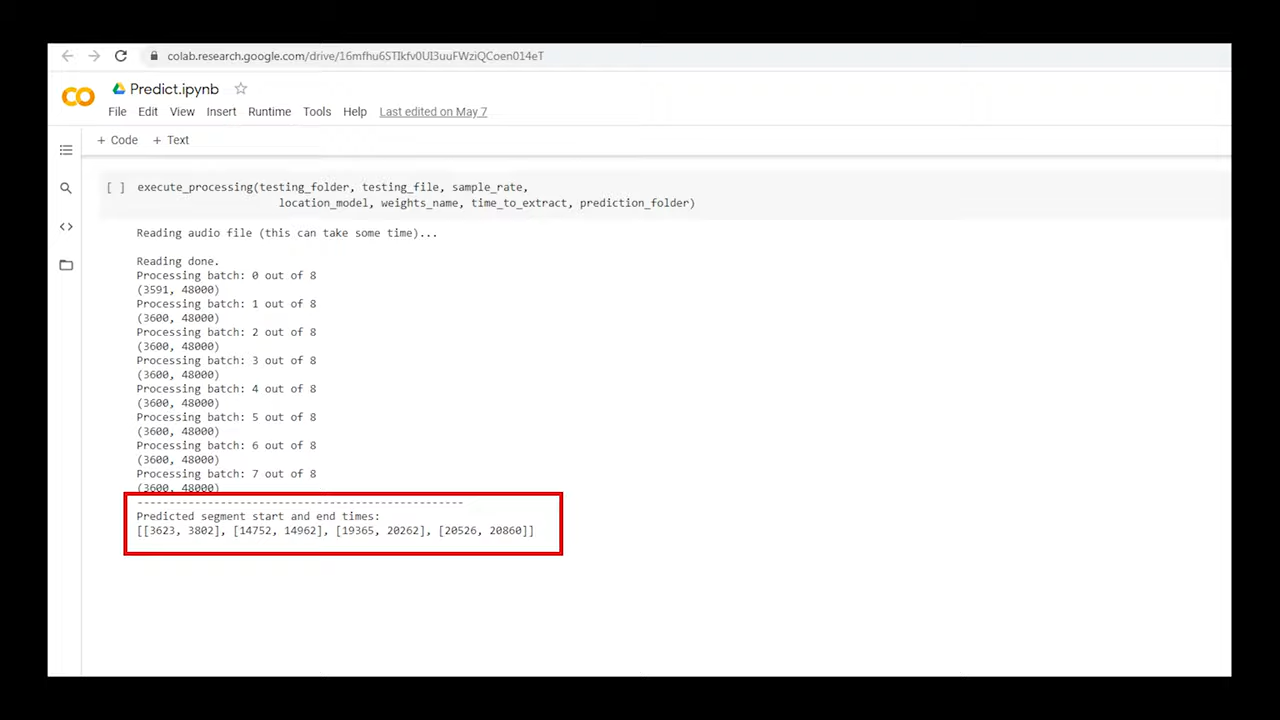 colab.research.google.com/drive/16mfhu6STIkfv0UI3uuFWziQCoen014eT
Predict.ipynb
File Edit View Insert Runtime Tools Help Last edited on May 7
+ Code + Text
[ ] execute_processing(testing_folder, testing_file, sample_rate,
location_model, weights_name, time_to_extract, prediction_folder)
Reading audio file (this can take some time)...
Reading done.
Processing batch: 0 out of 8
(3591, 48000)
Processing batch: 1 out of 8
(3600, 48000)
Processing batch: 2 out of 8
(3600, 48000)
Processing batch: 3 out of 8
(3600, 48000)
Processing batch: 4 out of 8
(3600, 48000)
Processing batch: 5 out of 8
(3600, 48000)
Processing batch: 6 out of 8
(3600, 48000)
Processing batch: 7 out of 8
(3600, 48000)
---------------------------------------------------
Predicted segment start and end times:
[[3623, 3802], [14752, 14962], [19365, 20262], [20526, 20860]]